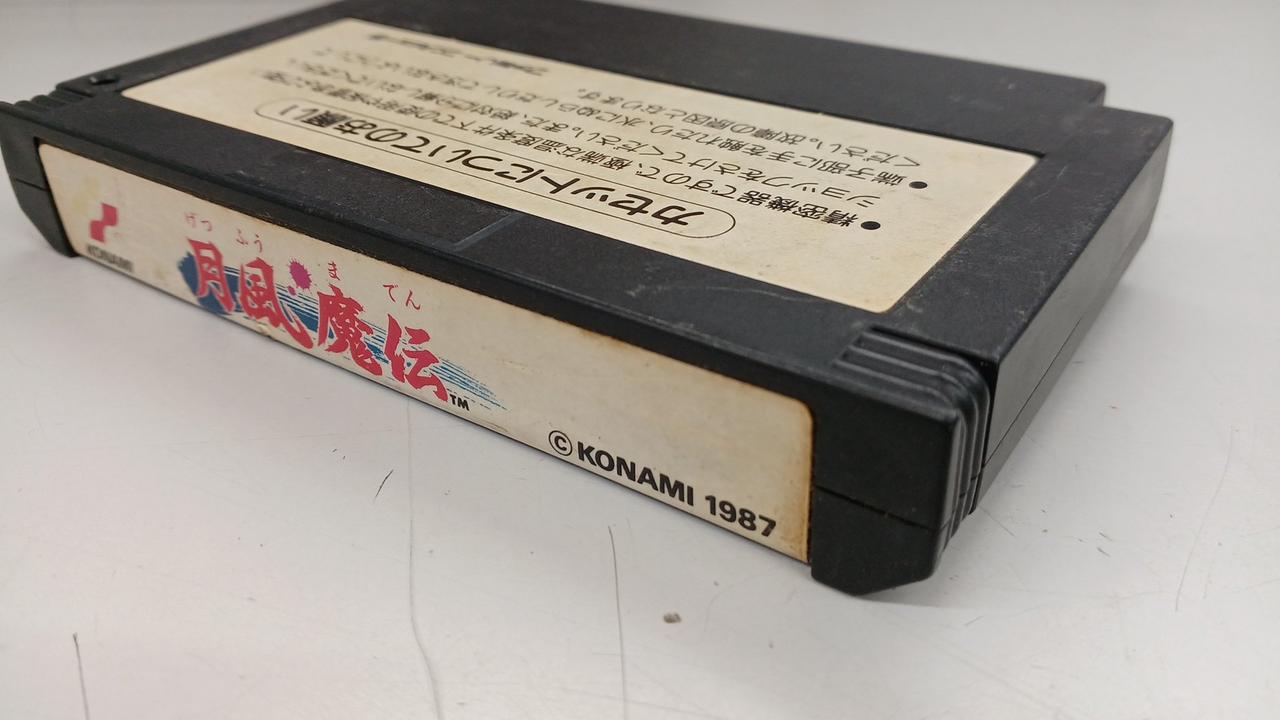 げつ ふう ま でん
月風魔伝
TM
KONAMI
© KONAMI 1987
カセットについてのお願い
● 精密機器ですので、極端な温度条件下での使用や保管および
ショックをさけてください。また、絶対に分解しないでください。
● 端子部に手を触れたり、水にぬらしたりして汚さないようにして
ください。故障の原因となります。